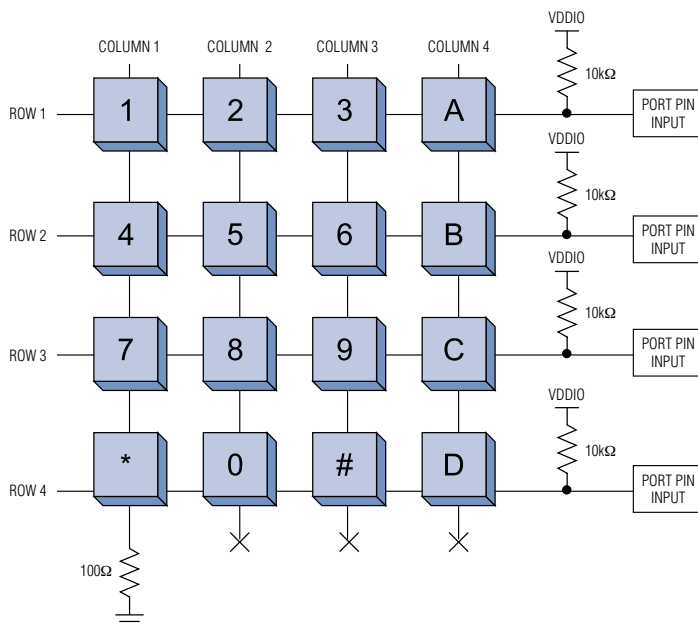 COLUMN 1 COLUMN 2 COLUMN 3 COLUMN 4 VDDIO
10kΩ
ROW 1 1 2 3 A PORT PIN INPUT
VDDIO
10kΩ
ROW 2 4 5 6 B PORT PIN INPUT
VDDIO
10kΩ
ROW 3 7 8 9 C PORT PIN INPUT
VDDIO
10kΩ
ROW 4 * 0 # D PORT PIN INPUT
100Ω